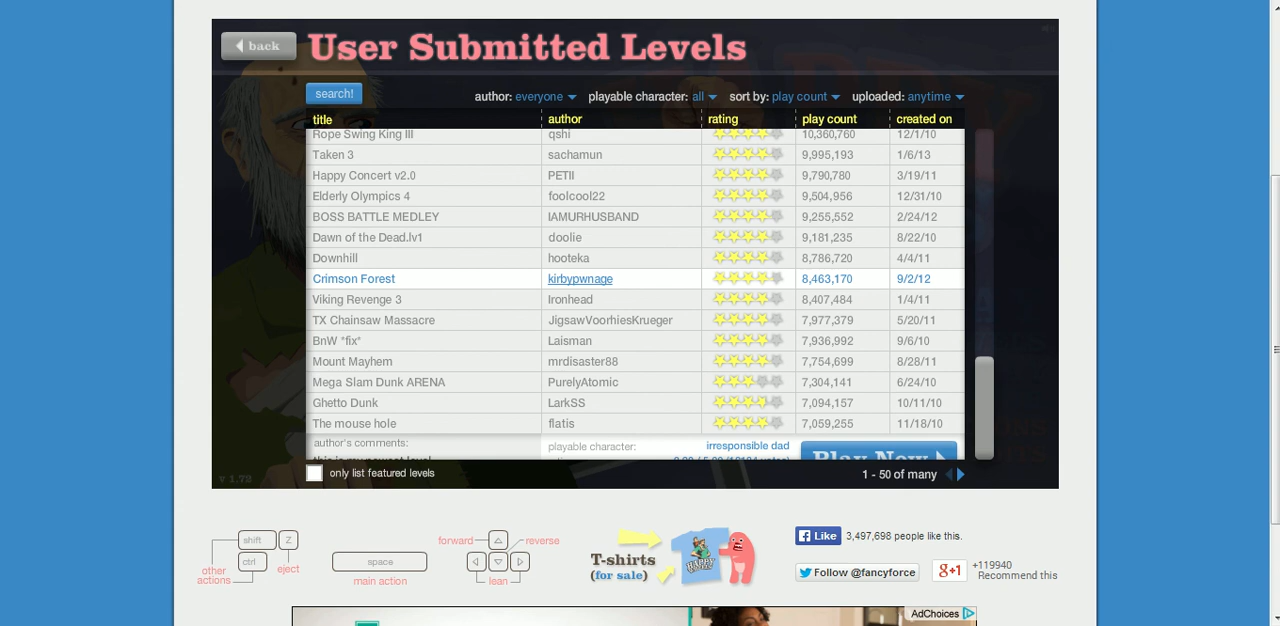 back
User Submitted Levels
search!
author: everyone playable character: all sort by: play count uploaded: anytime
title author rating play count created on
Rope Swing King III qshi 10,360,760 12/1/10
Taken 3 sachamun 9,995,193 1/6/13
Happy Concert v2.0 PETII 9,790,780 3/19/11
Elderly Olympics 4 foolcool22 9,504,956 12/31/10
BOSS BATTLE MEDLEY IAMURHUSBAND 9,255,552 2/24/12
Dawn of the Dead.lv1 doolie 9,181,235 8/22/10
Downhill hooteka 8,786,720 4/4/11
Crimson Forest kirbypwnage 8,463,170 9/2/12
Viking Revenge 3 Ironhead 8,407,484 1/4/11
TX Chainsaw Massacre JigsawVoorhiesKrueger 7,977,379 5/20/11
BnW *fix* Laisman 7,936,992 9/6/10
Mount Mayhem mrdisaster88 7,754,699 8/28/11
Mega Slam Dunk ARENA PurelyAtomic 7,304,141 6/24/10
Ghetto Dunk LarkSS 7,094,157 10/11/10
The mouse hole flatis 7,059,255 11/18/10
author's comments: playable character: irresponsible dad
Play Now
only list featured levels 1 - 50 of many
v 1.72
shift Z
ctrl
other actions
eject
space
main action
forward reverse
lean
T-shirts
(for sale)
HAPPY
Like 3,497,698 people like this.
Follow @fancyforce
g+1 +119940
Recommend this
AdChoices